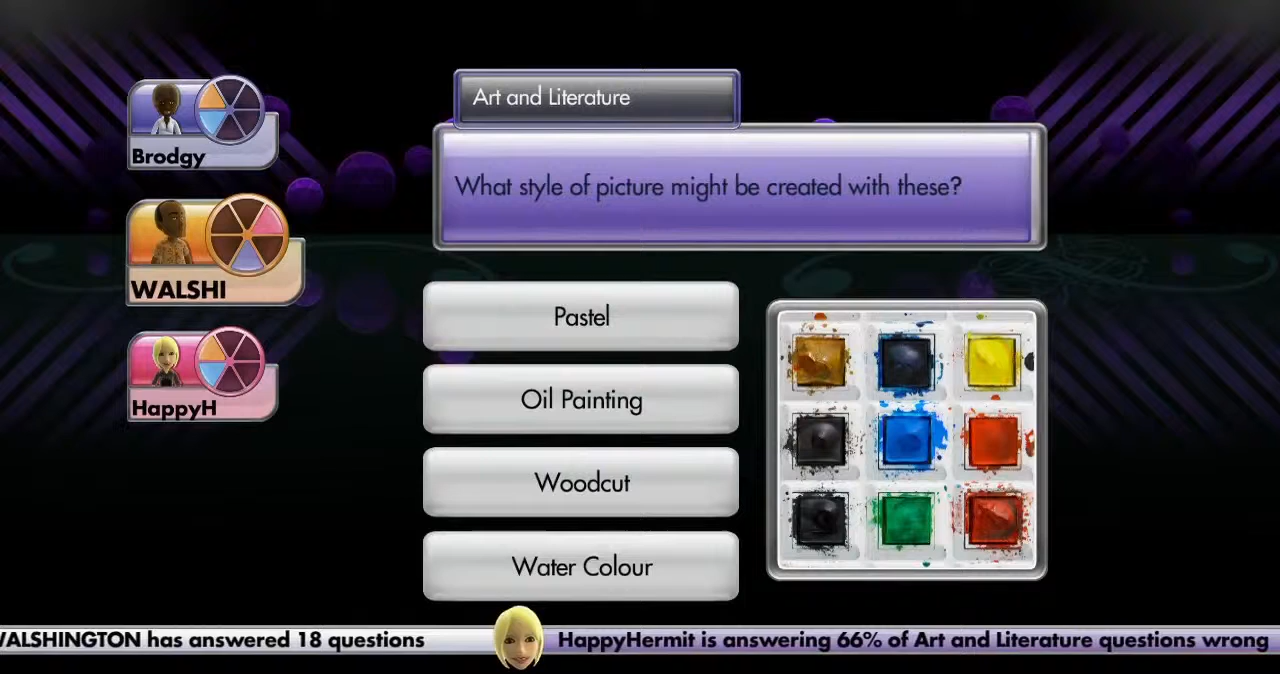 Art and Literature
What style of picture might be created with these?
Brodgy
WALSHI
HappyH
Pastel
Oil Painting
Woodcut
Water Colour
WALSHINGTON has answered 18 questions
HappyHermit is answering 66% of Art and Literature questions wrong